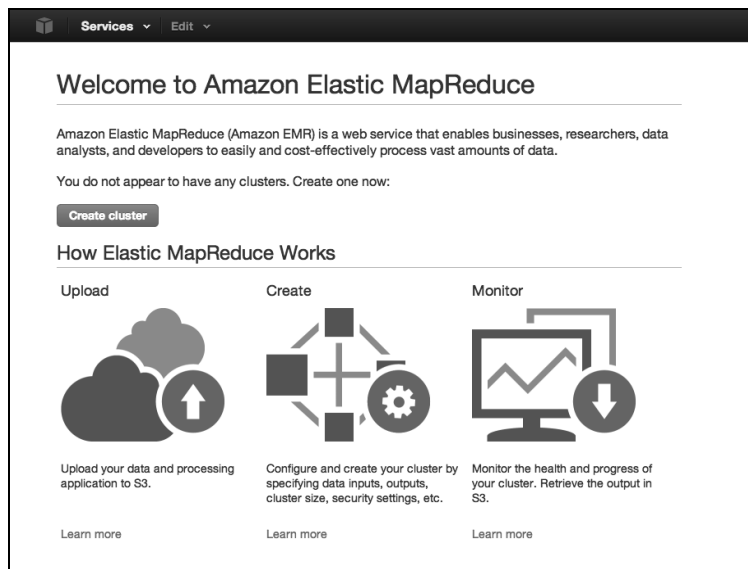 Services Edit
Welcome to Amazon Elastic MapReduce
Amazon Elastic MapReduce (Amazon EMR) is a web service that enables businesses, researchers, data
analysts, and developers to easily and cost-effectively process vast amounts of data.
You do not appear to have any clusters. Create one now:
Create cluster
How Elastic MapReduce Works
Upload
Upload your data and processing
application to S3.
Learn more
Create
Configure and create your cluster by
specifying data inputs, outputs,
cluster size, security settings, etc.
Learn more
Monitor
Monitor the health and progress of
your cluster. Retrieve the output in
S3.
Learn more